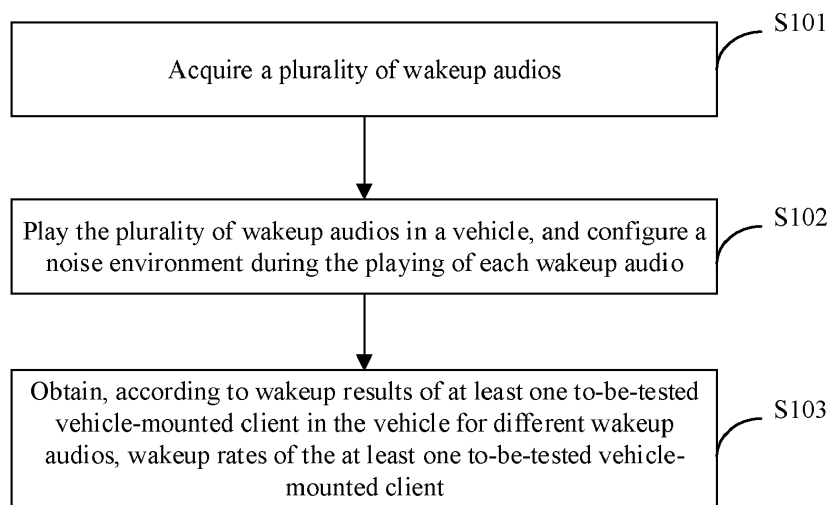 S101
Acquire a plurality of wakeup audios
S102
Play the plurality of wakeup audios in a vehicle, and configure a
noise environment during the playing of each wakeup audio
S103
Obtain, according to wakeup results of at least one to-be-tested
vehicle-mounted client in the vehicle for different wakeup
audios, wakeup rates of the at least one to-be-tested vehicle-
mounted client